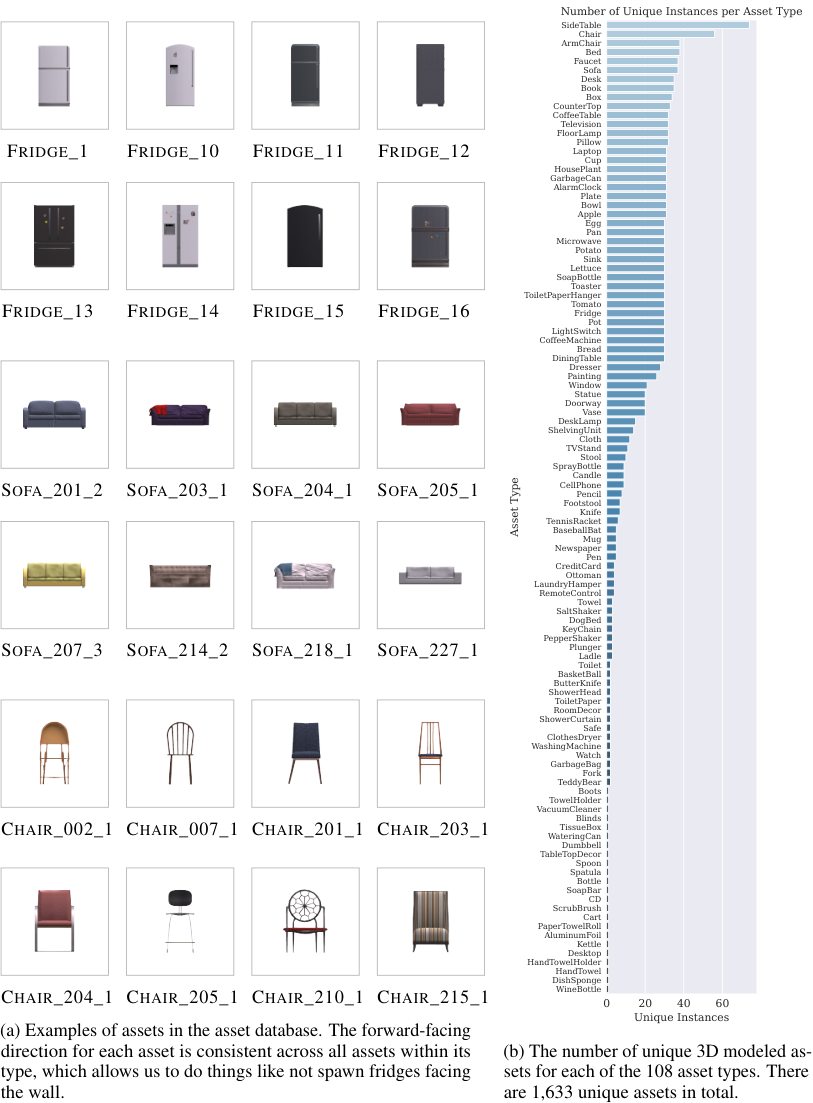 FRIDGE_1 FRIDGE_10 FRIDGE_11 FRIDGE_12
FRIDGE_13 FRIDGE_14 FRIDGE_15 FRIDGE_16
SOFA_201_2 SOFA_203_1 SOFA_204_1 SOFA_205_1
SOFA_207_3 SOFA_214_2 SOFA_218_1 SOFA_227_1
CHAIR_002_1 CHAIR_007_1 CHAIR_201_1 CHAIR_203_1
CHAIR_204_1 CHAIR_205_1 CHAIR_210_1 CHAIR_215_1
(a) Examples of assets in the asset database. The forward-facing
direction for each asset is consistent across all assets within its
type, which allows us to do things like not spawn fridges facing
the wall.
Number of Unique Instances per Asset Type
Asset Type
SideTable
Chair
ArmChair
Bed
Faucet
Sofa
Desk
Book
Box
CounterTop
CoffeeTable
Television
FloorLamp
Pillow
Laptop
Cup
HousePlant
GarbageCan
AlarmClock
Plate
Bowl
Apple
Egg
Pan
Microwave
Potato
Sink
Lettuce
SoapBottle
Toaster
ToiletPaperHanger
Tomato
Fridge
Pot
LightSwitch
CoffeeMachine
Bread
DiningTable
Dresser
Painting
Window
Statue
Doorway
Vase
DeskLamp
ShelvingUnit
Cloth
TVStand
Stool
SprayBottle
Candle
CellPhone
Pencil
Footstool
Knife
TennisRacket
BaseballBat
Mug
Newspaper
Pen
CreditCard
Ottoman
LaundryHamper
RemoteControl
Towel
SaltShaker
DogBed
KeyChain
PepperShaker
Plunger
Ladle
Toilet
BasketBall
ButterKnife
ShowerHead
ToiletPaper
RoomDecor
ShowerCurtain
Safe
ClothesDryer
WashingMachine
Watch
GarbageBag
Fork
TeddyBear
Boots
TowelHolder
VacuumCleaner
Blinds
TissueBox
WateringCan
Dumbbell
TableTopDecor
Spoon
Spatula
Bottle
SoapBar
CD
ScrubBrush
Cart
PaperTowelRoll
AluminumFoil
Kettle
Desktop
HandTowelHolder
HandTowel
DishSponge
WineBottle
0 20 40 60
Unique Instances
(b) The number of unique 3D modeled as-
sets for each of the 108 asset types. There
are 1,633 unique assets in total.